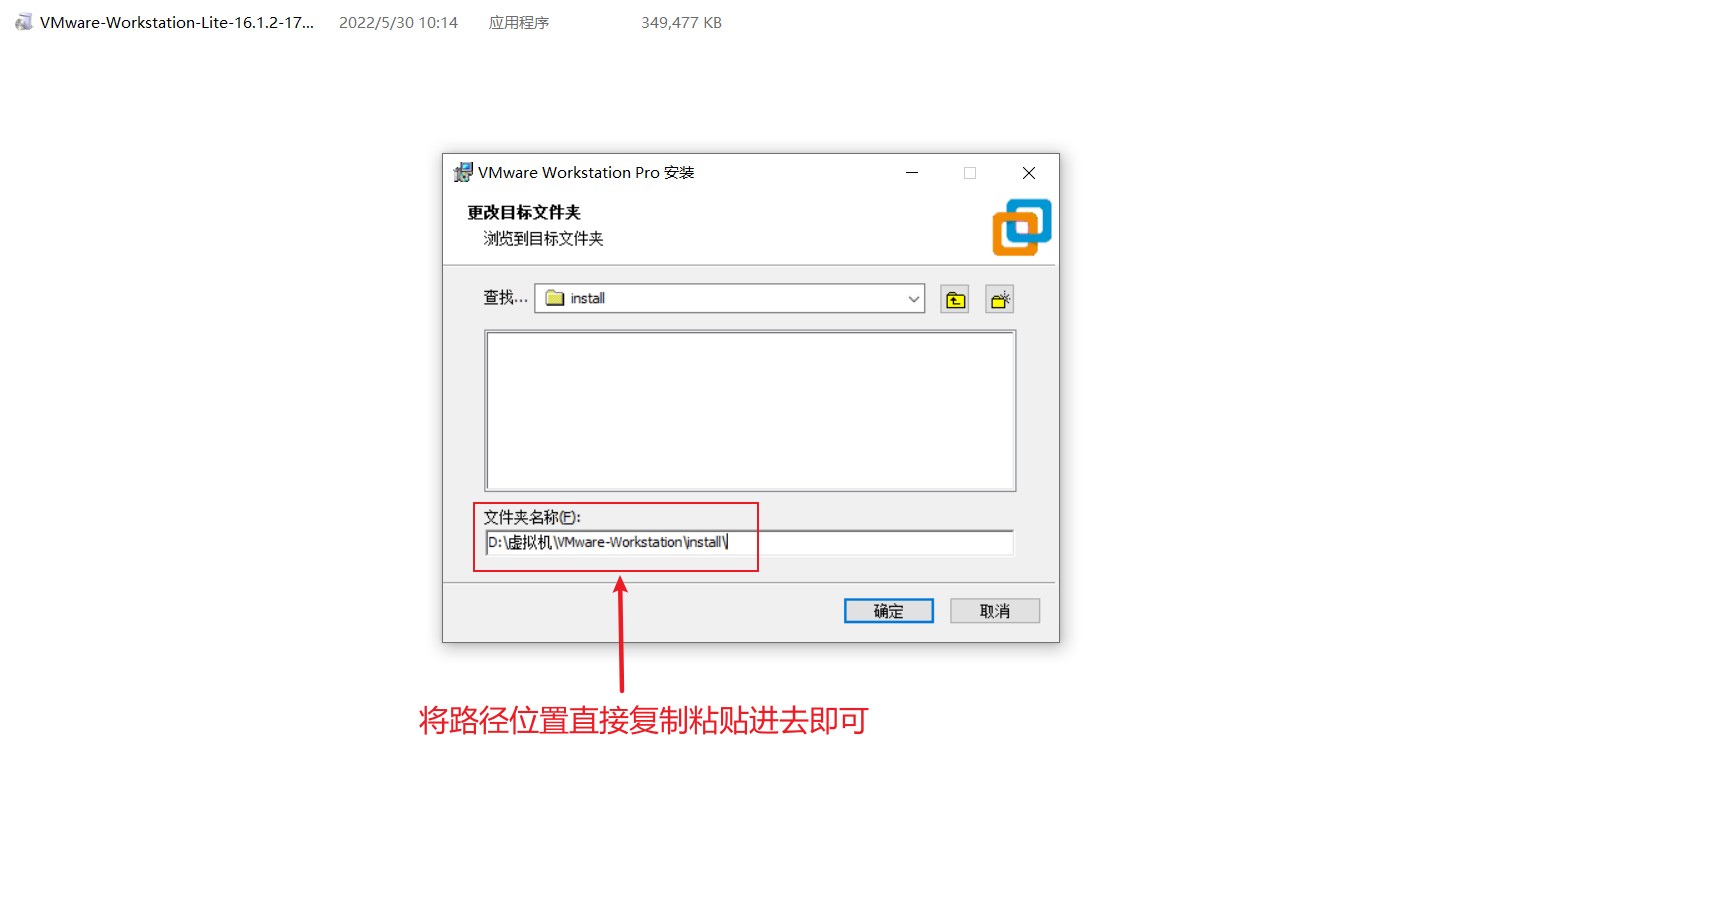 VMware-Workstation-Lite-16.1.2-17... 2022/5/30 10:14 应用程序 349,477 KB
VMware Workstation Pro 安装
更改目标文件夹
浏览到目标文件夹
查找... install
文件夹名称(F):
D:\虚拟机\VMware-Workstation\install\
确定 取消
将路径位置直接复制粘贴进去即可